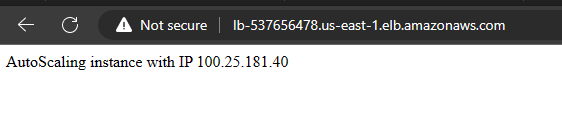 Not secure lb-537656478.us-east-1.elb.amazonaws.com
AutoScaling instance with IP 100.25.181.40